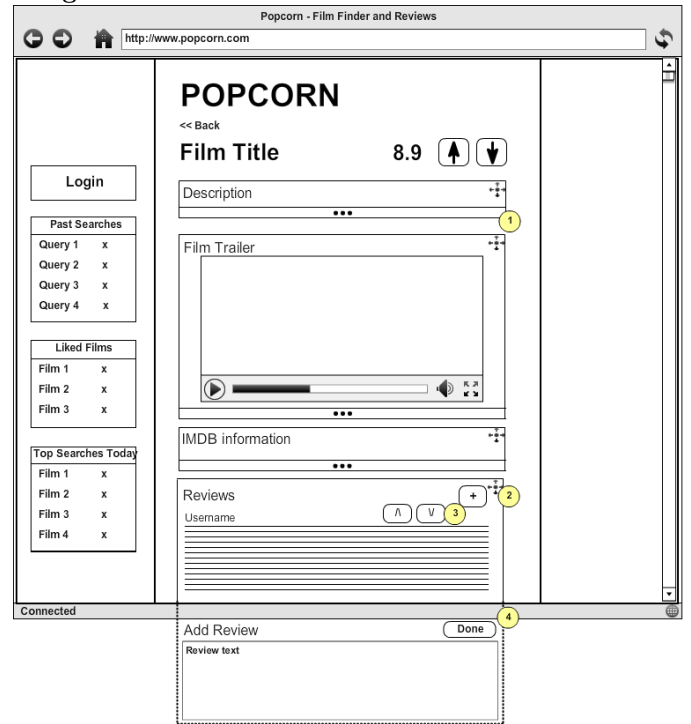 Popcorn - Film Finder and Reviews
http://www.popcorn.com
POPCORN
<< Back
Film Title 8.9
Login
Past Searches
Query 1 x
Query 2 x
Query 3 x
Query 4 x
Liked Films
Film 1 x
Film 2 x
Film 3 x
Top Searches Today
Film 1 x
Film 2 x
Film 3 x
Film 4 x
Description
1
Film Trailer
IMDB information
Reviews + 2
Username /\ \/ 3
Connected
4
Add Review Done
Review text